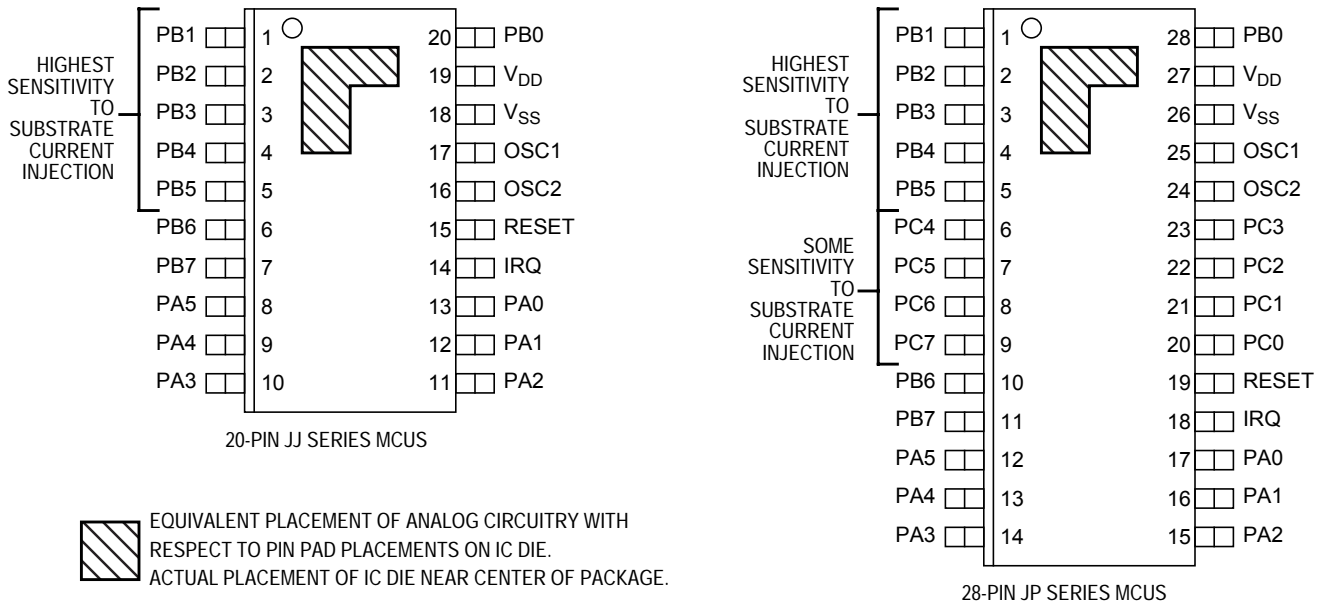 HIGHEST
SENSITIVITY
TO
SUBSTRATE
CURRENT
INJECTION
PB1 1 20 PB0
PB2 2 19 VDD
PB3 3 18 VSS
PB4 4 17 OSC1
PB5 5 16 OSC2
PB6 6 15 RESET
PB7 7 14 IRQ
PA5 8 13 PA0
PA4 9 12 PA1
PA3 10 11 PA2
20-PIN JJ SERIES MCUS
HIGHEST
SENSITIVITY
TO
SUBSTRATE
CURRENT
INJECTION
SOME
SENSITIVITY
TO
SUBSTRATE
CURRENT
INJECTION
PB1 1 28 PB0
PB2 2 27 VDD
PB3 3 26 VSS
PB4 4 25 OSC1
PB5 5 24 OSC2
PC4 6 23 PC3
PC5 7 22 PC2
PC6 8 21 PC1
PC7 9 20 PC0
PB6 10 19 RESET
PB7 11 18 IRQ
PA5 12 17 PA0
PA4 13 16 PA1
PA3 14 15 PA2
28-PIN JP SERIES MCUS
EQUIVALENT PLACEMENT OF ANALOG CIRCUITRY WITH
RESPECT TO PIN PAD PLACEMENTS ON IC DIE.
ACTUAL PLACEMENT OF IC DIE NEAR CENTER OF PACKAGE.